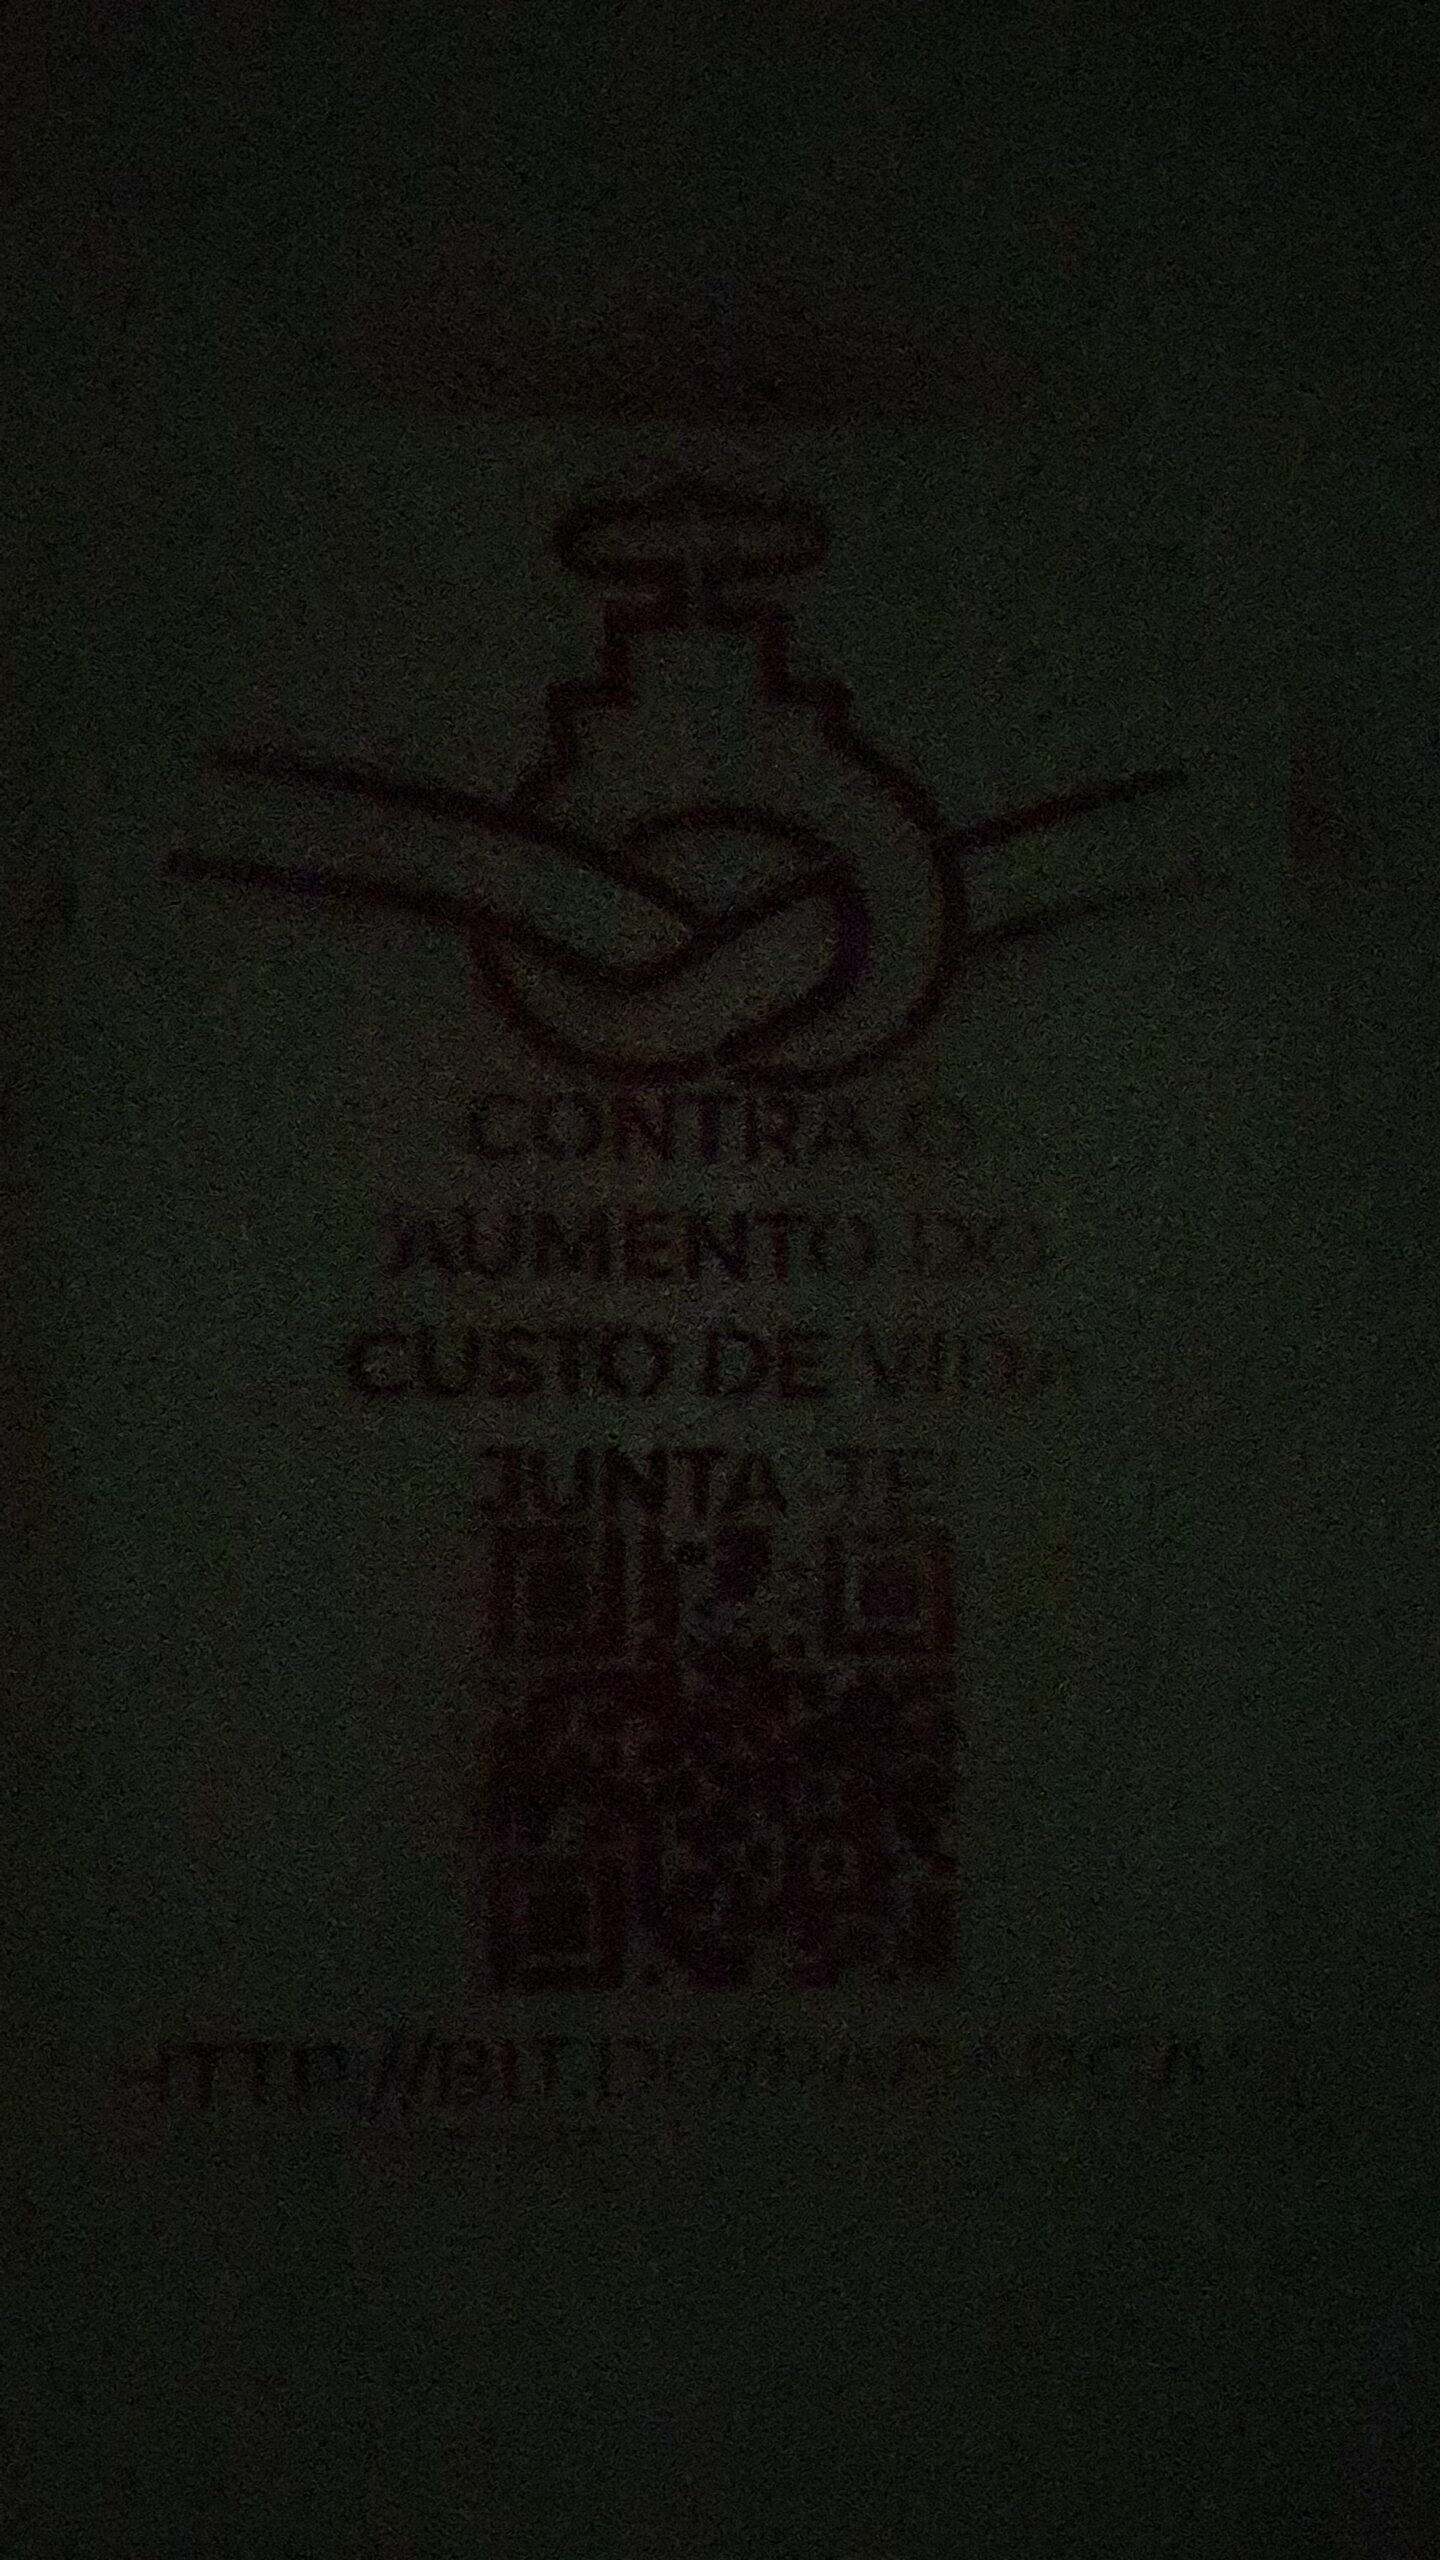 CONTRA O
AUMENTO DO
CUSTO DE VIDA
JUNTA-TE!